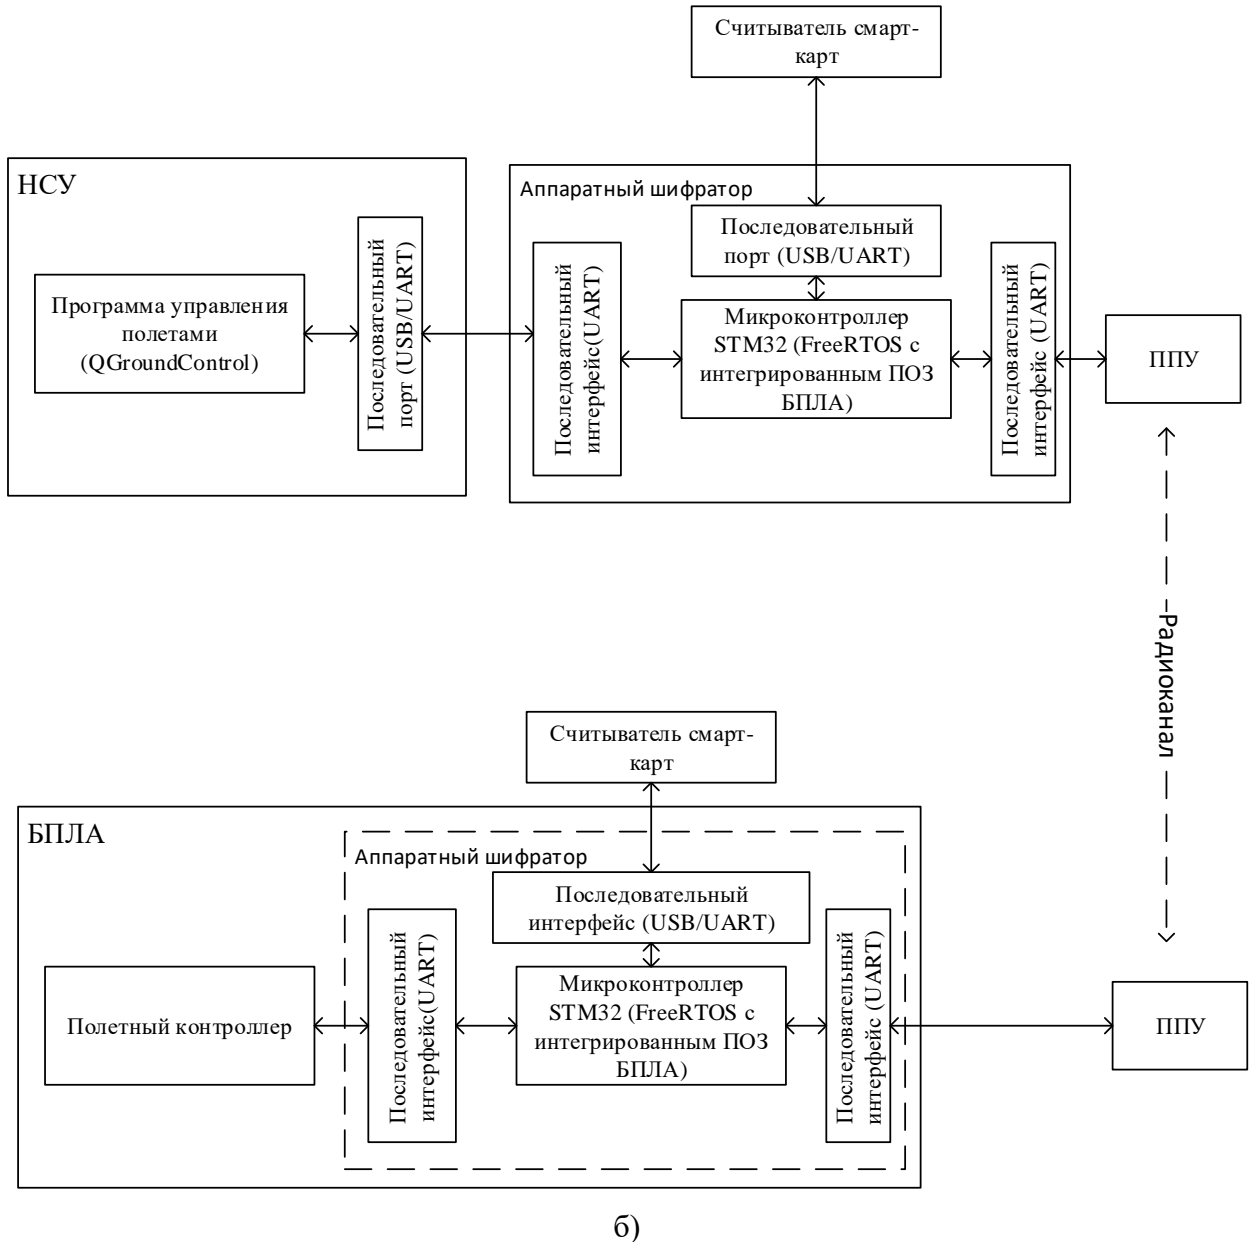 Считыватель смарт-
карт
НСУ
Аппаратный шифратор
Последовательный
порт (USB/UART)
Последовательный
порт (USB/UART)
Программа управления
полетами
(QGroundControl)
Последовательный
интерфейс(UART)
Микроконтроллер
STM32 (FreeRTOS с
интегрированным ПОЗ
БПЛА)
Последовательный
интерфейс (UART)
ППУ
Радиоканал
Считыватель смарт-
карт
БПЛА
Аппаратный шифратор
Последовательный
интерфейс (USB/UART)
Полетный контроллер
Последовательный
интерфейс(UART)
Микроконтроллер
STM32 (FreeRTOS с
интегрированным ПОЗ
БПЛА)
Последовательный
интерфейс (UART)
ППУ
б)